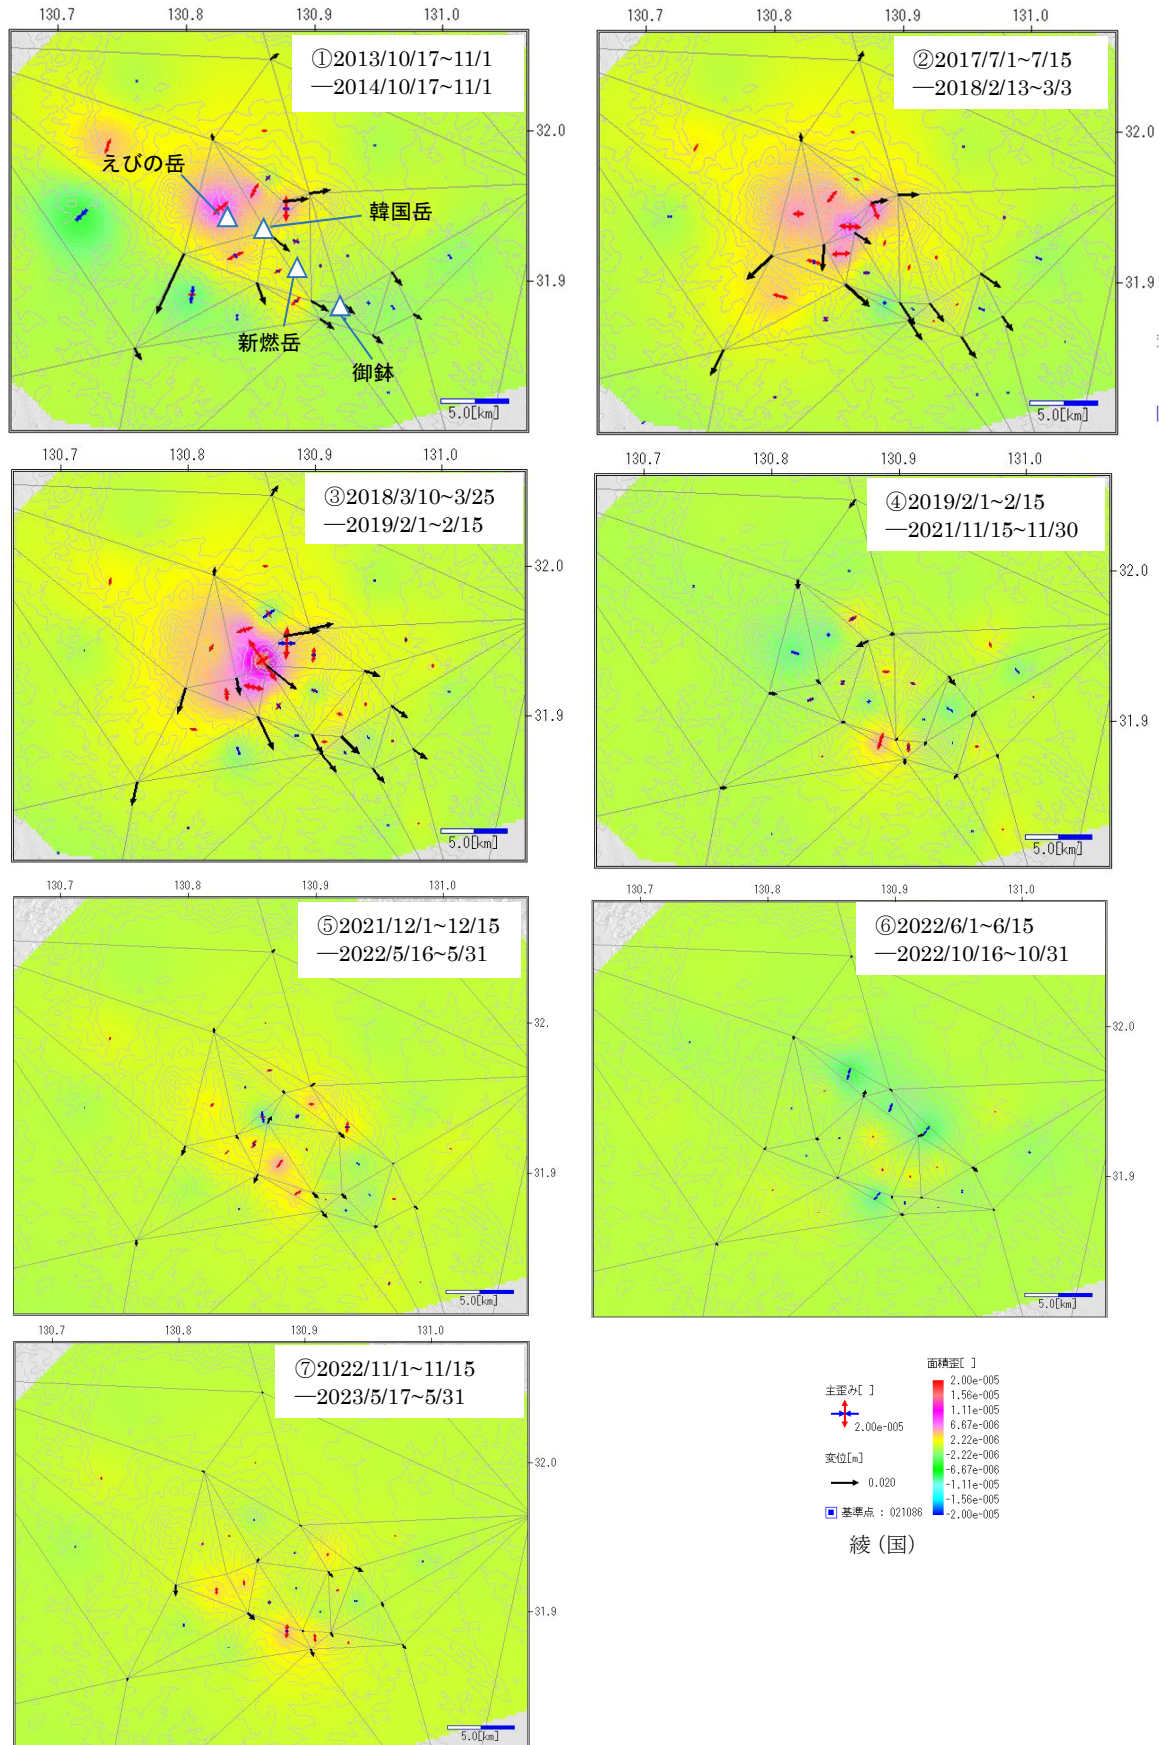 130.7 130.8 130.9 131.0
①2013/10/17~11/1
—2014/10/17~11/1
32.0
えびの岳
韓国岳
31.9
新燃岳
御鉢
5.0[km]
130.7 130.8 130.9 131.0
②2017/7/1~7/15
—2018/2/13~3/3
32.0
31.9
5.0[km]
130.7 130.8 130.9 131.0
③2018/3/10~3/25
—2019/2/1~2/15
32.0
31.9
5.0[km]
130.7 130.8 130.9 131.0
④2019/2/1~2/15
—2021/11/15~11/30
32.0
31.9
5.0[km]
130.7 130.8 130.9 131.0
⑤2021/12/1~12/15
—2022/5/16~5/31
32.
31.9
5.0[km]
130.7 130.8 130.9 131.0
⑥2022/6/1~6/15
—2022/10/16~10/31
32.0
31.9
5.0[km]
130.7 130.8 130.9 131.0
⑦2022/11/1~11/15
—2023/5/17~5/31
32.0
31.9
5.0[km]
主歪み[ ]
2.00e-005
変位[m]
0.020
基準点 : 021086
綾（国）
面積歪[ ]
2.00e-005
1.56e-005
1.11e-005
6.67e-006
2.22e-006
-2.22e-006
-6.67e-006
-1.11e-005
-1.56e-005
-2.00e-005